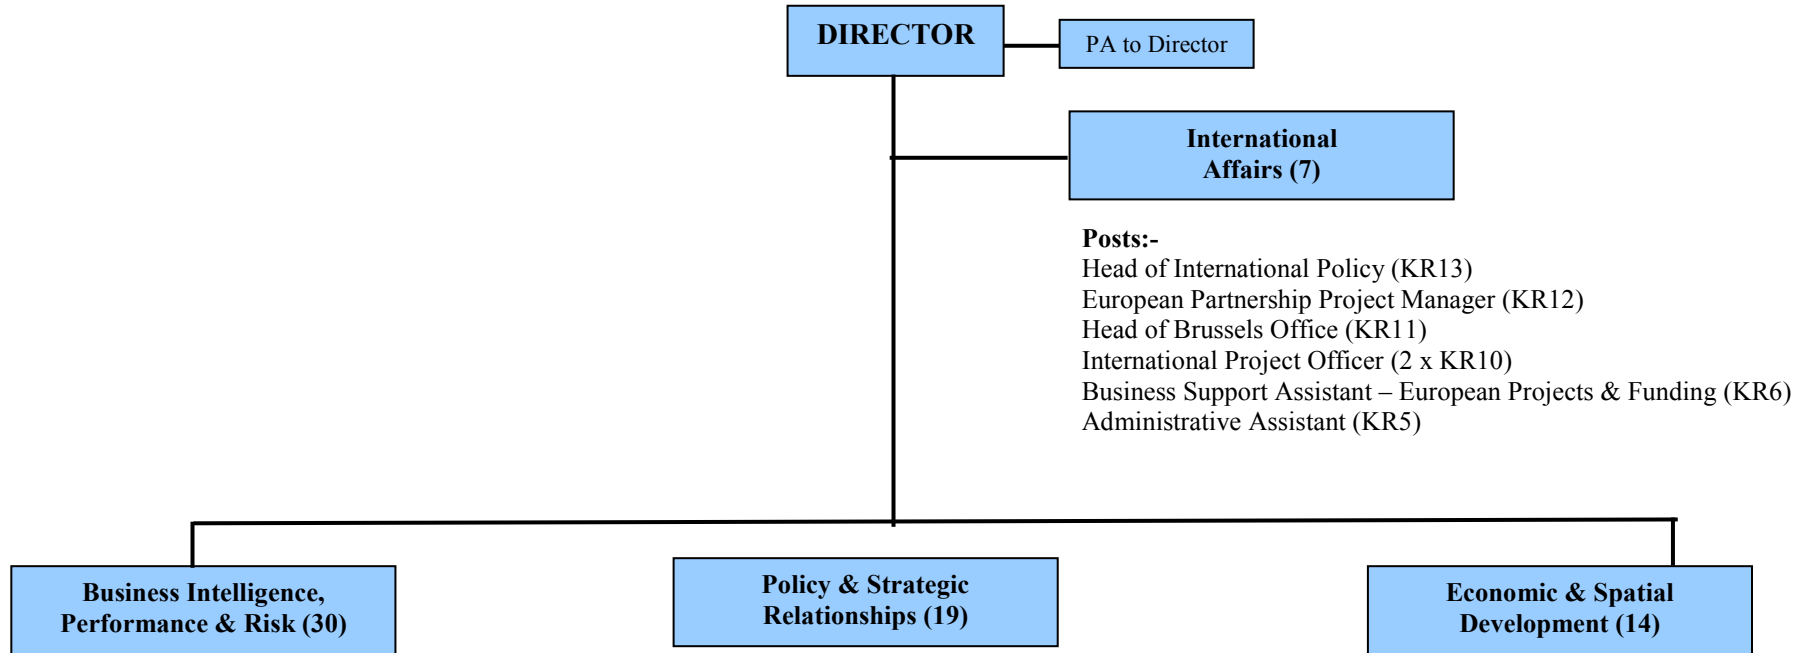 DIRECTOR
PA to Director
International
Affairs (7)
Posts:-
Head of International Policy (KR13)
European Partnership Project Manager (KR12)
Head of Brussels Office (KR11)
International Project Officer (2 x KR10)
Business Support Assistant – European Projects & Funding (KR6)
Administrative Assistant (KR5)
Business Intelligence,
Performance & Risk (30)
Policy & Strategic
Relationships (19)
Economic & Spatial
Development (14)